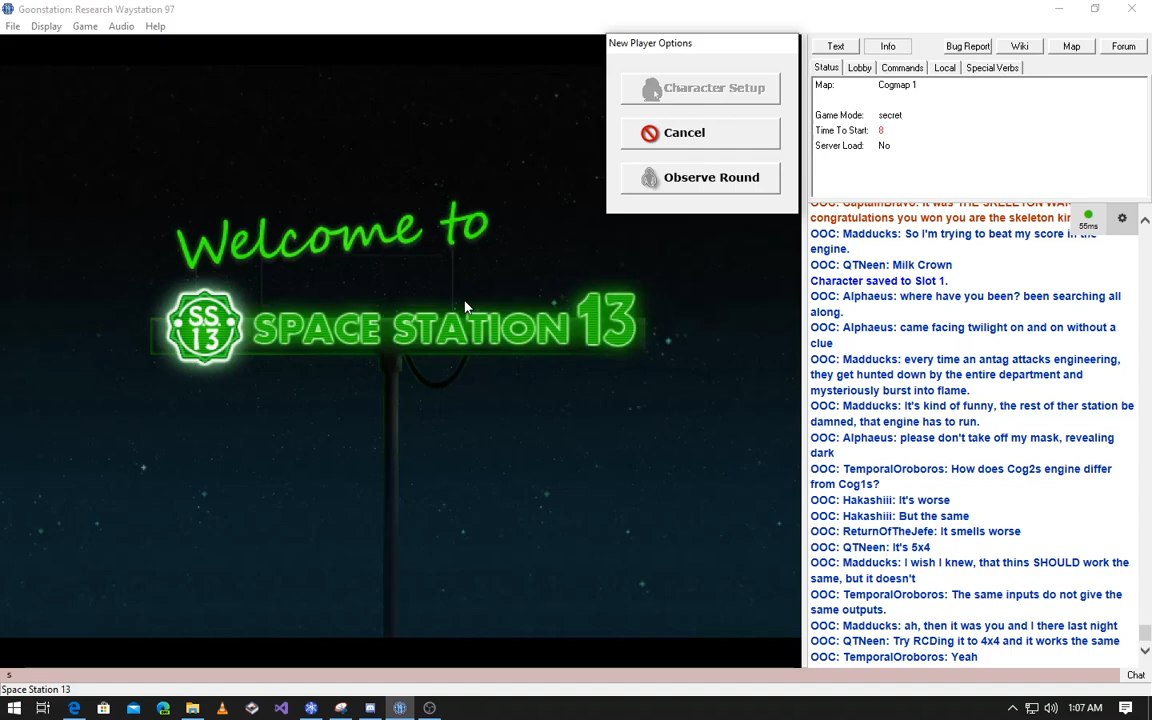 Goonstation: Research Waystation 97
File Display Game Audio Help
Welcome to
S.S. 13
SPACE STATION 13
New Player Options
Character Setup
Cancel
Observe Round
Text Info Bug Report Wiki Map Forum
Status Lobby Commands Local Special Verbs
Map: Cogmap 1
Game Mode: secret
Time To Start: 8
Server Load: No
OOC: CaptainBravo: It was THE SKELETON
congratulations you won you are the skeleton
55ms
OOC: Madducks: So I'm trying to beat my score in the
engine.
OOC: QTNeen: Milk Crown
Character saved to Slot 1.
OOC: Alphaeus: where have you been? been searching all
along.
OOC: Alphaeus: came facing twilight on and on without a
clue
OOC: Madducks: every time an antag attacks engineering,
they get hunted down by the entire department and
mysteriously burst into flame.
OOC: Madducks: It's kind of funny, the rest of ther station be
damned, that engine has to run.
OOC: Alphaeus: please don't take off my mask, revealing
dark
OOC: TemporalOroboros: How does Cog2s engine differ
from Cog1s?
OOC: Hakashiii: It's worse
OOC: Hakashiii: But the same
OOC: ReturnOfTheJefe: It smells worse
OOC: QTNeen: It's 5x4
OOC: Madducks: I wish I knew, that thins SHOULD work the
same, but it doesn't
OOC: TemporalOroboros: The same inputs do not give the
same outputs.
OOC: Madducks: ah, then it was you and I there last night
OOC: QTNeen: Try RCDing it to 4x4 and it works the same
OOC: TemporalOroboros: Yeah
s Chat
Space Station 13
1:07 AM